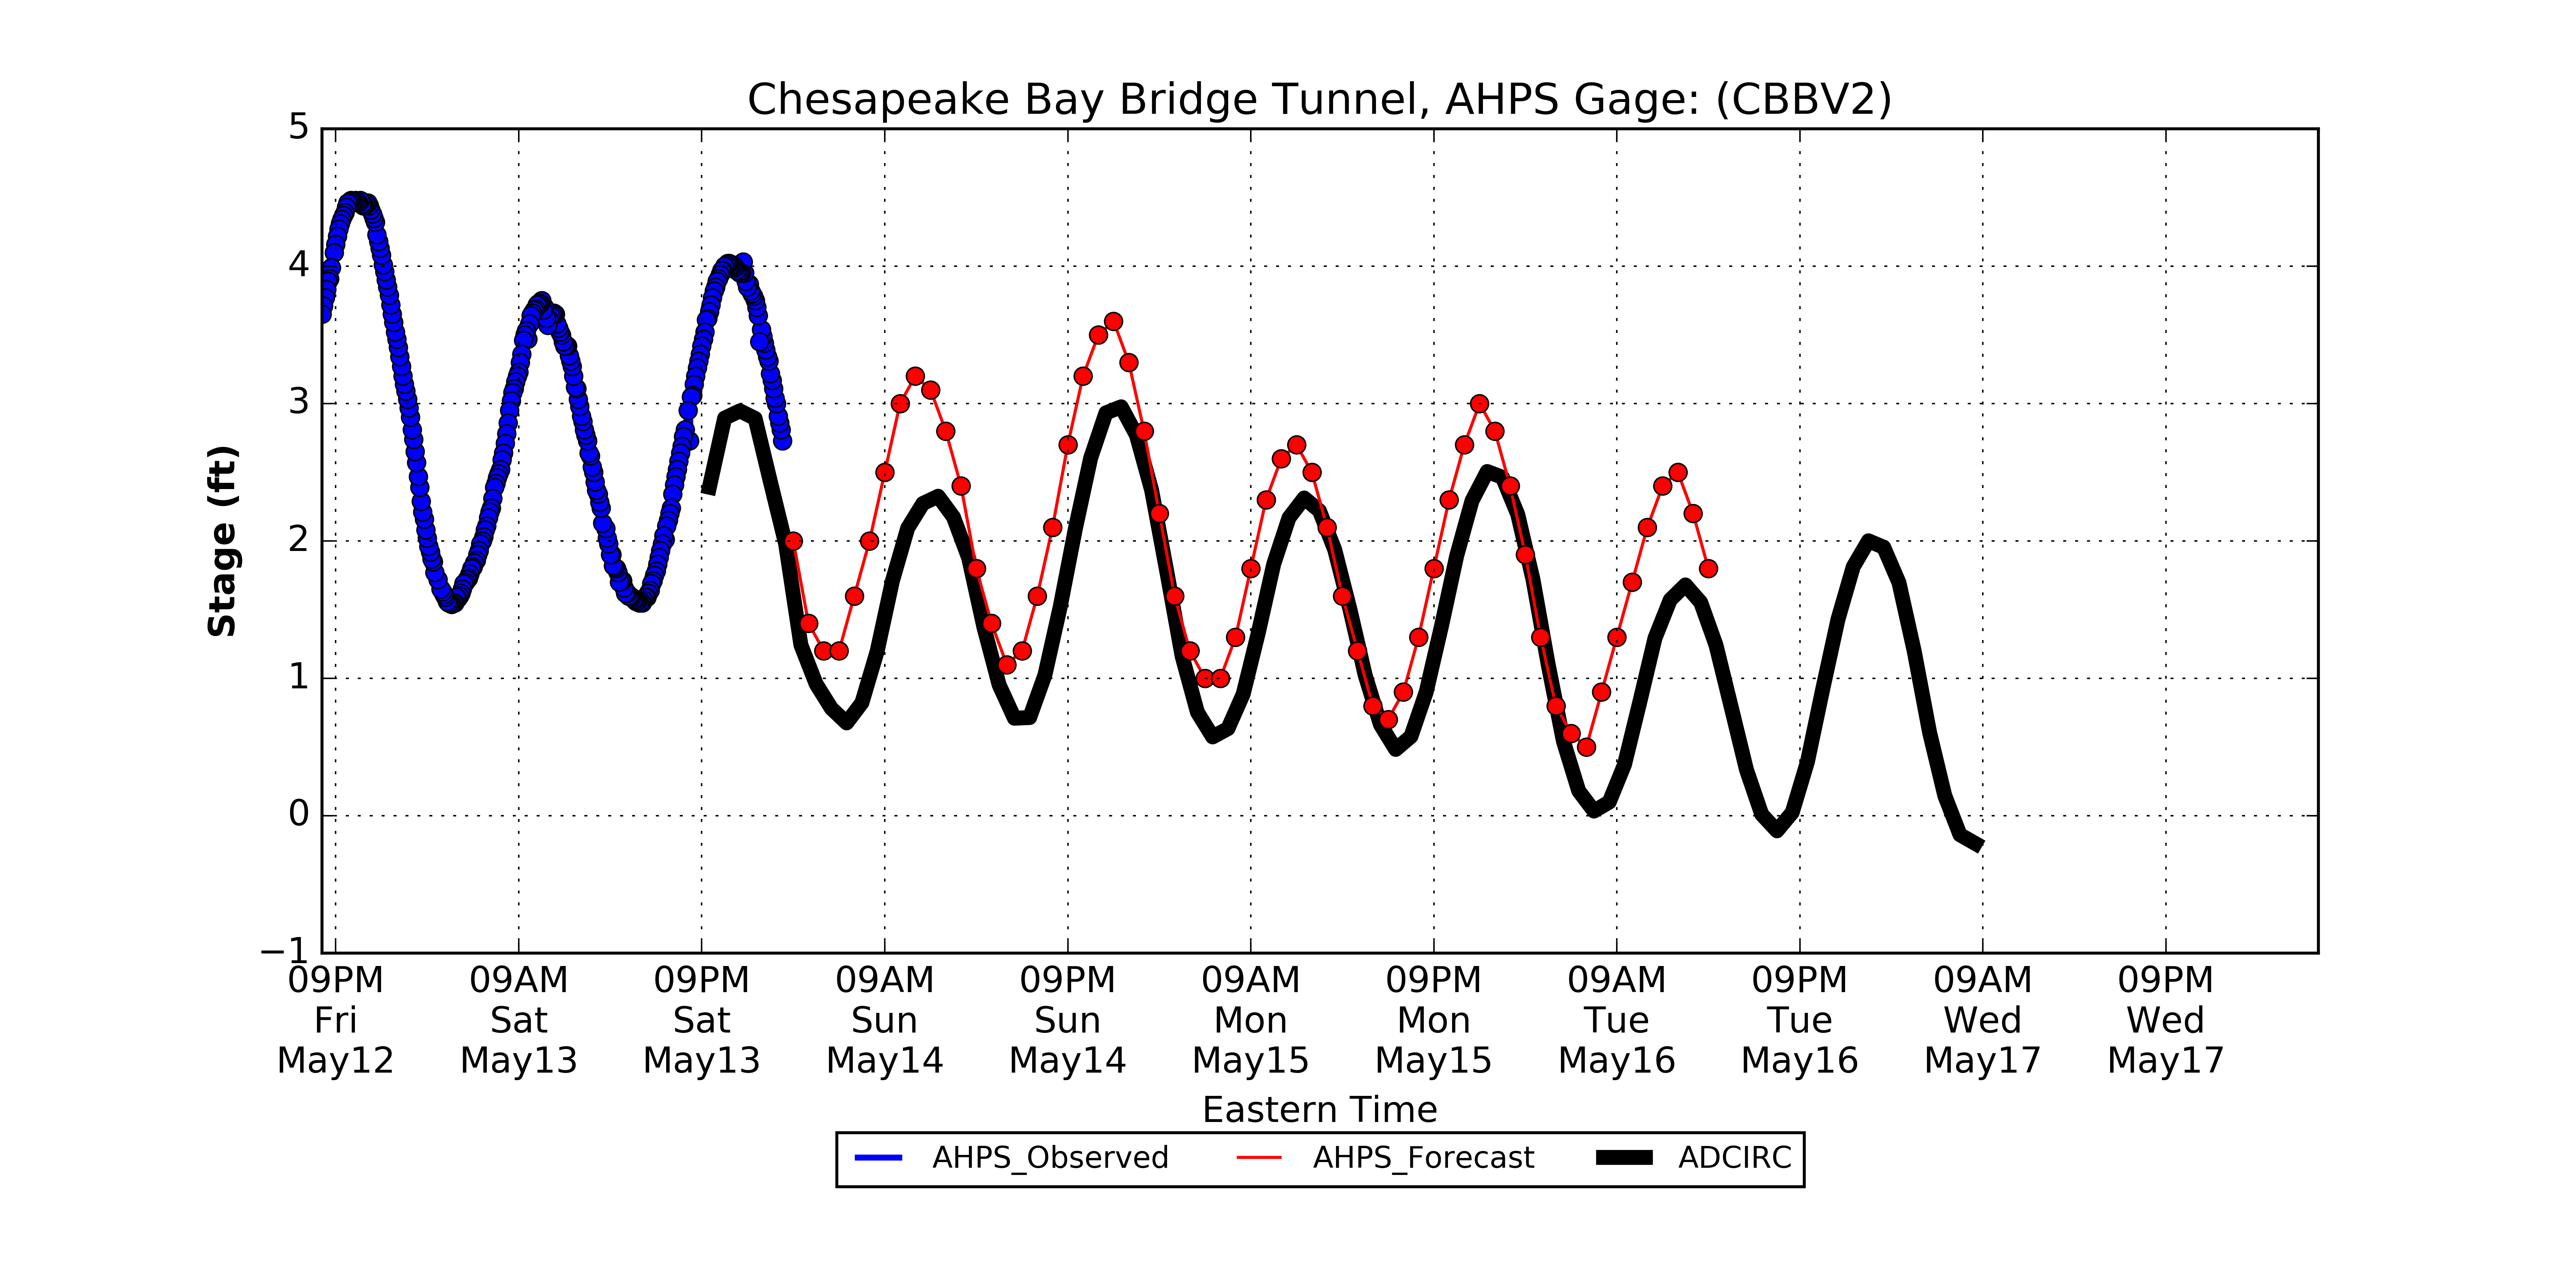 Chesapeake Bay Bridge Tunnel, AHPS Gage: (CBBV2)
5
4
3
2
1
0
−1
Stage (ft)
09PM 09AM 09PM 09AM 09PM 09AM 09PM 09AM 09PM 09AM 09PM
Fri Sat Sat Sun Sun Mon Mon Tue Tue Wed Wed
May12 May13 May13 May14 May14 May15 May15 May16 May16 May17 May17
Eastern Time
AHPS_Observed AHPS_Forecast ADCIRC